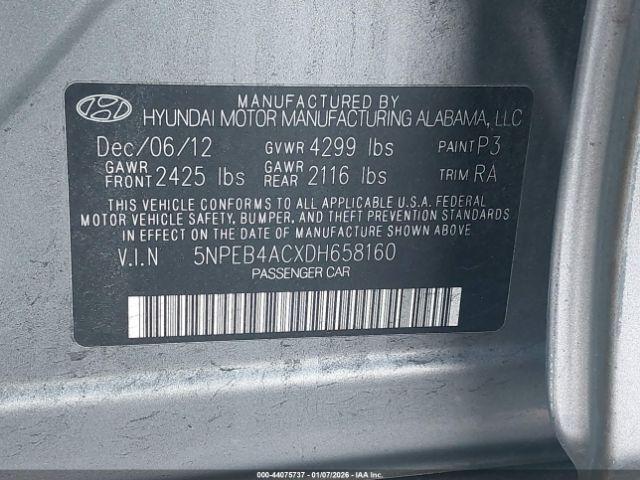 MANUFACTURED BY
HYUNDAI MOTOR MANUFACTURING ALABAMA, LLC
Dec/06/12 GVWR 4299 lbs PAINT P3
GAWR FRONT 2425 lbs GAWR REAR 2116 lbs TRIM RA
THIS VEHICLE CONFORMS TO ALL APPLICABLE U.S.A. FEDERAL
MOTOR VEHICLE SAFETY, BUMPER, AND THEFT PREVENTION STANDARDS
IN EFFECT ON THE DATE OF MANUFACTURE SHOWN ABOVE.
V.I.N 5NPEB4ACXDH658160
PASSENGER CAR
000-44075737 - 01/07/2026 - IAA Inc